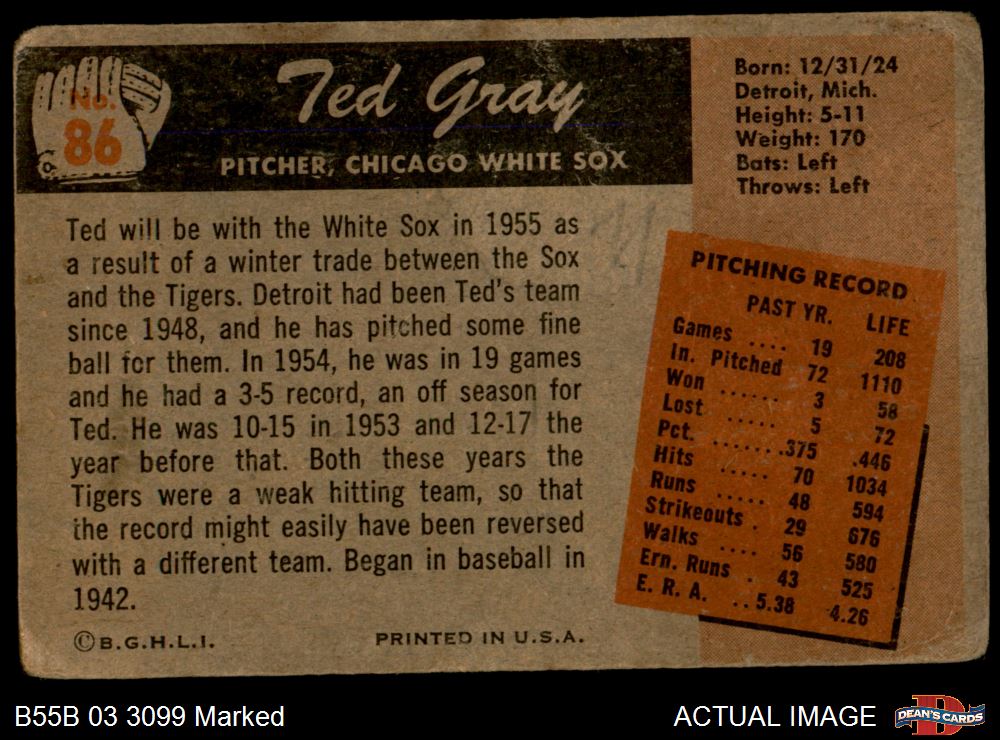 No.
86
Ted Gray
PITCHER, CHICAGO WHITE SOX
Born: 12/31/24
Detroit, Mich.
Height: 5-11
Weight: 170
Bats: Left
Throws: Left
Ted will be with the White Sox in 1955 as
a result of a winter trade between the Sox
and the Tigers. Detroit had been Ted's team
since 1948, and he has pitched some fine
ball for them. In 1954, he was in 19 games
and he had a 3-5 record, an off season for
Ted. He was 10-15 in 1953 and 12-17 the
year before that. Both these years the
Tigers were a weak hitting team, so that
the record might easily have been reversed
with a different team. Began in baseball in
1942.
©B.G.H.L.I.
PRINTED IN U.S.A.
PITCHING RECORD
PAST YR. LIFE
Games .... 19 208
In. Pitched 72 1110
Won ...... 3 58
Lost ..... 5 72
Pct. .......375 .446
Hits ..... 70 1034
Runs ..... 48 594
Strikeouts . 29 676
Walks .... 56 580
Ern. Runs . 43 525
E. R. A. ..5.38 4.26
B55B 03 3099 Marked
ACTUAL IMAGE
D
DEAN'S CARDS